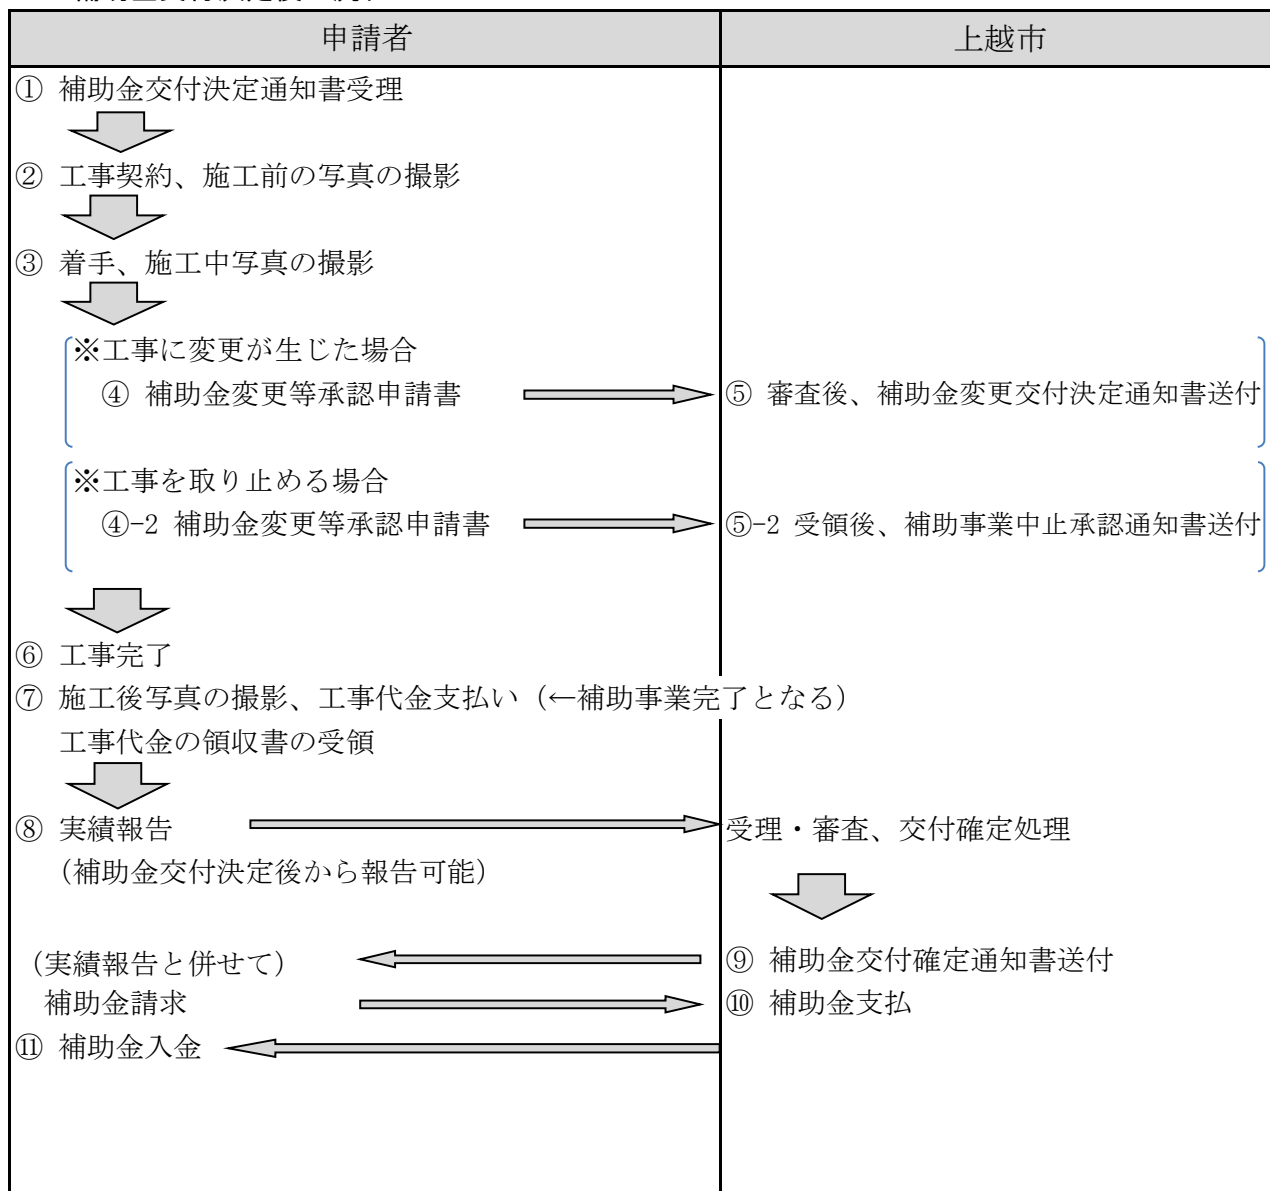 申請者 上越市
① 補助金交付決定通知書受理
② 工事契約、施工前の写真の撮影
③ 着手、施工中写真の撮影
※工事に変更が生じた場合
④ 補助金変更等承認申請書 ⑤ 審査後、補助金変更交付決定通知書送付
※工事を取り止める場合
④-2 補助金変更等承認申請書 ⑤-2 受領後、補助事業中止承認通知書送付
⑥ 工事完了
⑦ 施工後写真の撮影、工事代金支払い（←補助事業完了となる）
工事代金の領収書の受領
⑧ 実績報告 受理・審査、交付確定処理
（補助金交付決定後から報告可能）
（実績報告と併せて） ⑨ 補助金交付確定通知書送付
補助金請求 ⑩ 補助金支払
⑪ 補助金入金